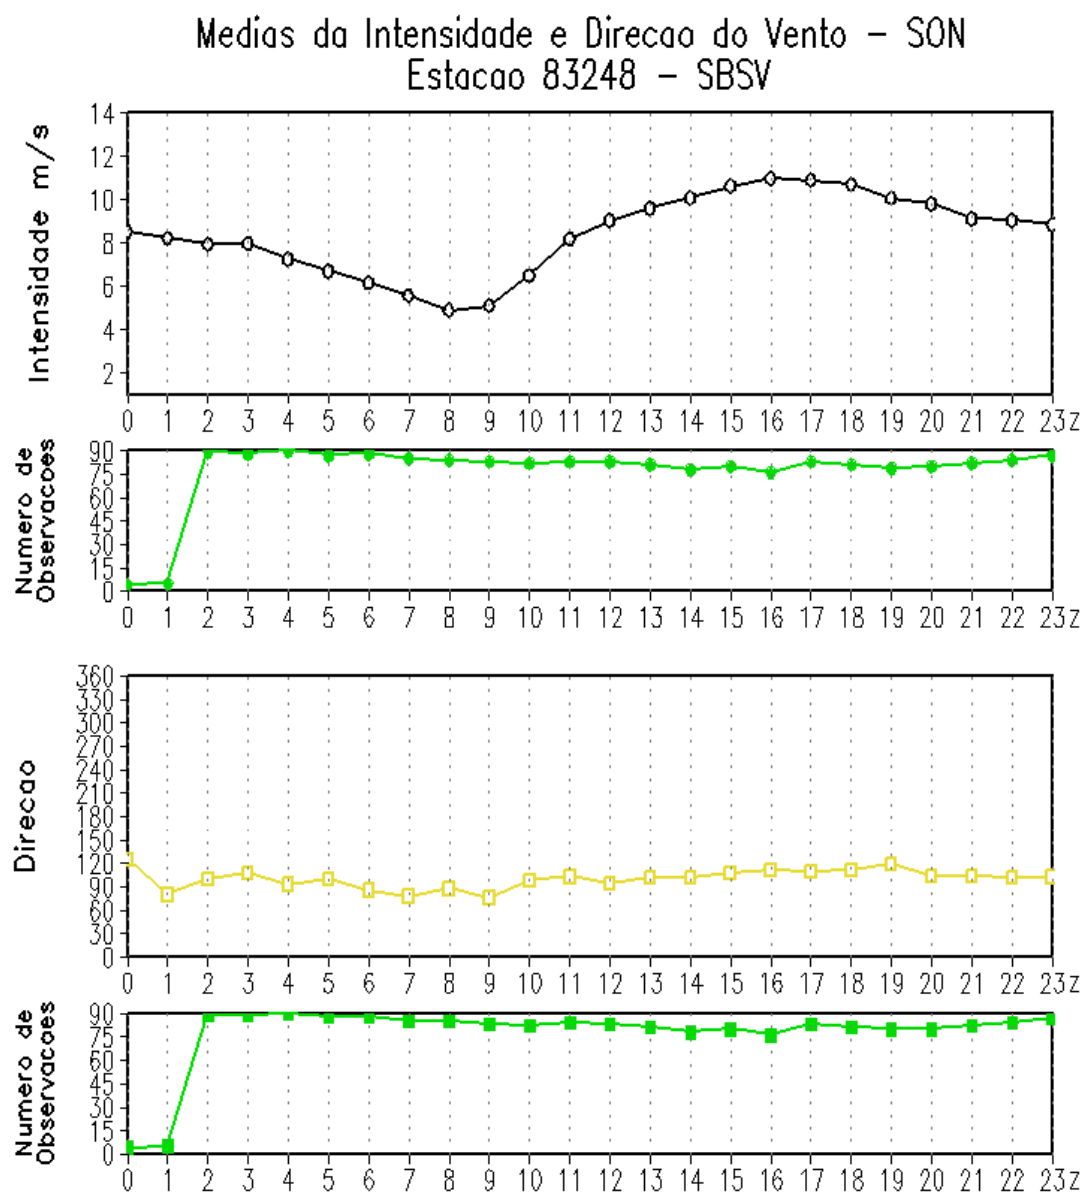 Medias da Intensidade e Direcao do Vento - SON
Estacao 83248 - SBSV
Intensidade m/s
14
12
10
8
6
4
2
0 1 2 3 4 5 6 7 8 9 10 11 12 13 14 15 16 17 18 19 20 21 22 23z
Numero de
Observacoes
90
75
60
45
30
15
0
0 1 2 3 4 5 6 7 8 9 10 11 12 13 14 15 16 17 18 19 20 21 22 23z
Direcao
360
330
300
270
240
210
180
150
120
90
60
30
0
0 1 2 3 4 5 6 7 8 9 10 11 12 13 14 15 16 17 18 19 20 21 22 23z
Numero de
Observacoes
90
75
60
45
30
15
0
0 1 2 3 4 5 6 7 8 9 10 11 12 13 14 15 16 17 18 19 20 21 22 23z